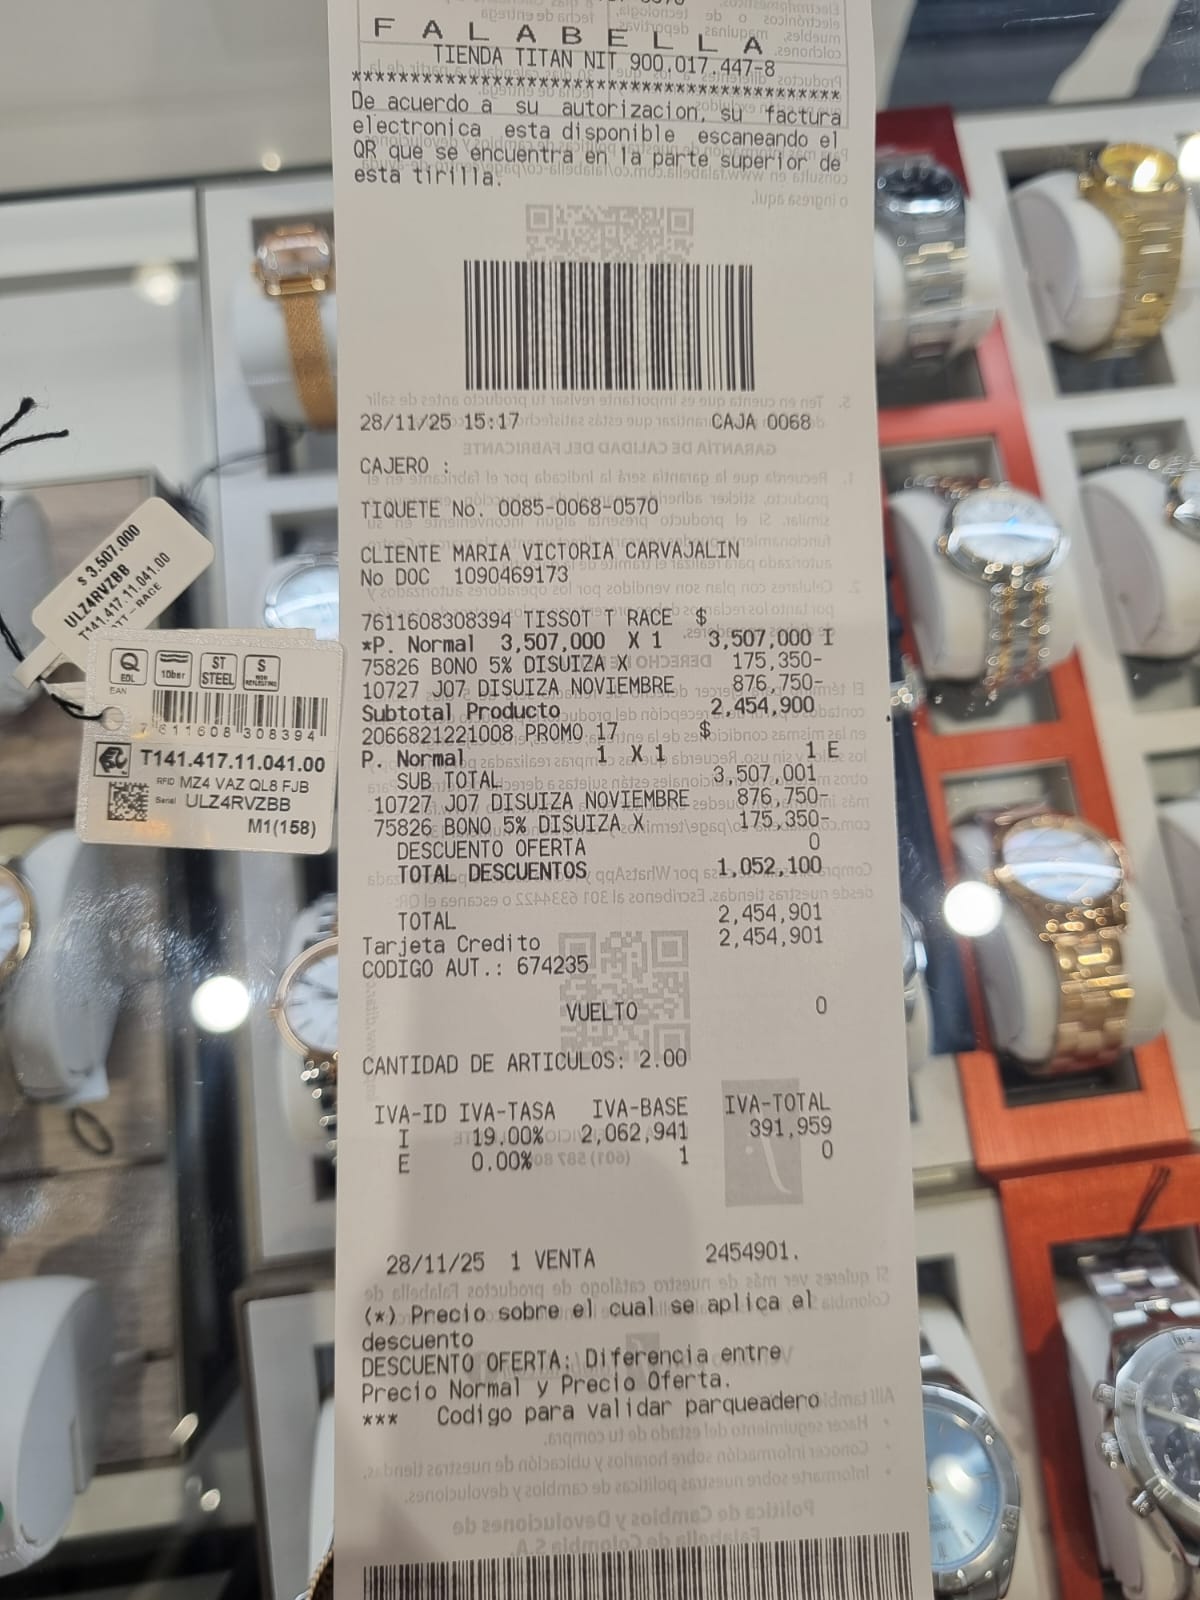 FALABELLA
TIENDA TITAN NIT 900.017.447-8
******************************************
De acuerdo a su autorizacion, su factura
electronica esta disponible escaneando el
QR que se encuentra en la parte superior de
esta tirilla.
28/11/25 15:17 CAJA 0068
CAJERO :
TIQUETE No. 0085-0068-0570
CLIENTE MARIA VICTORIA CARVAJALIN
No DOC 1090469173
7611608308394 TISSOT T RACE $
*P. Normal 3,507,000 X 1 3,507,000 I
75826 BONO 5% DISUIZA X 175,350-
10727 J07 DISUIZA NOVIEMBRE 876,750-
Subtotal Producto 2,454,900
2066821221008 PROMO 17 $
P. Normal 1 X 1 1 E
SUB TOTAL 3,507,001
10727 J07 DISUIZA NOVIEMBRE 876,750-
75826 BONO 5% DISUIZA X 175,350-
DESCUENTO OFERTA 0
TOTAL DESCUENTOS 1,052,100
TOTAL 2,454,901
Tarjeta Credito 2,454,901
CODIGO AUT.: 674235
VUELTO 0
CANTIDAD DE ARTICULOS: 2.00
IVA-ID IVA-TASA IVA-BASE IVA-TOTAL
I 19.00% 2,062,941 391,959
E 0.00% 1 0
28/11/25 1 VENTA 2454901.
(*) Precio sobre el cual se aplica el
descuento
DESCUENTO OFERTA: Diferencia entre
Precio Normal y Precio Oferta.
*** Codigo para validar parqueadero
$ 3.507.000
ULZ4RVZBB
T141.417.11.041.00
RACE
Q
EOL
10bar
ST
STEEL
S
EAN
7 611608 308394
T141.417.11.041.00
RFID MZ4 VAZ QL8 FJB
Serial ULZ4RVZBB
M1(158)